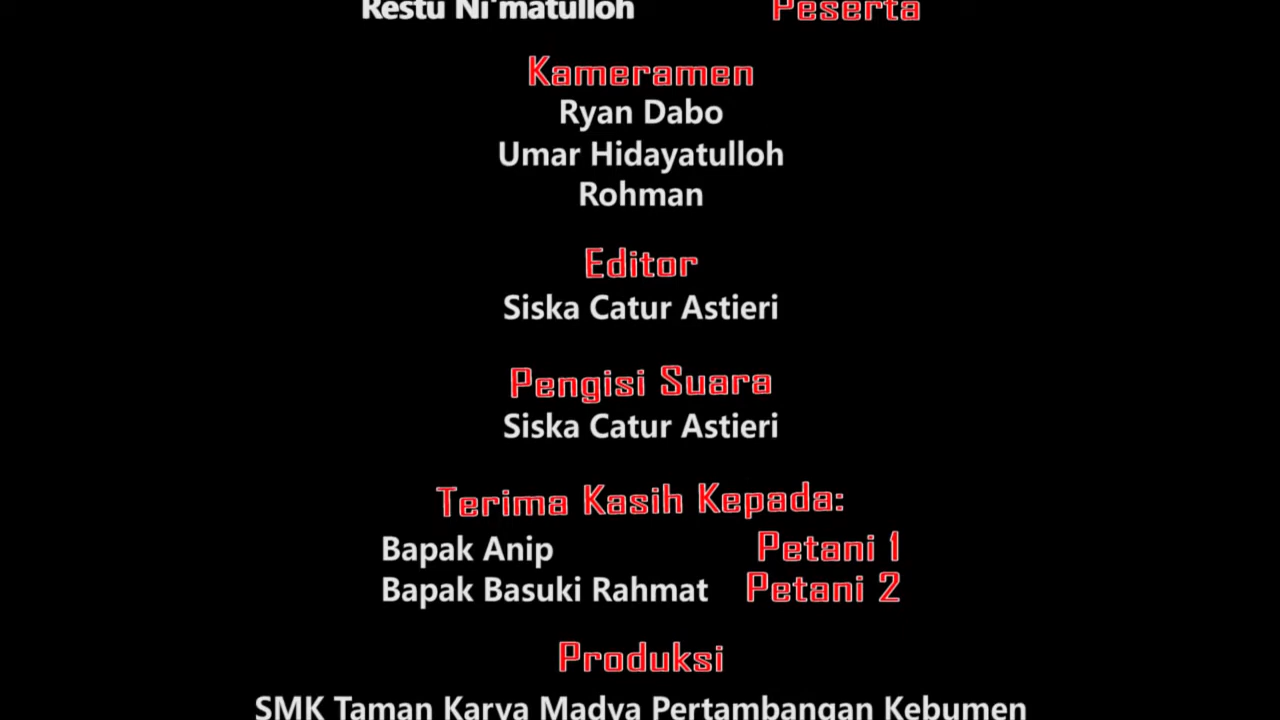 Restu Ni'matulloh Peserta
Kameramen
Ryan Dabo
Umar Hidayatulloh
Rohman
Editor
Siska Catur Astieri
Pengisi Suara
Siska Catur Astieri
Terima Kasih Kepada:
Bapak Anip Petani 1
Bapak Basuki Rahmat Petani 2
Produksi
SMK Taman Karya Madya Pertambangan Kebumen